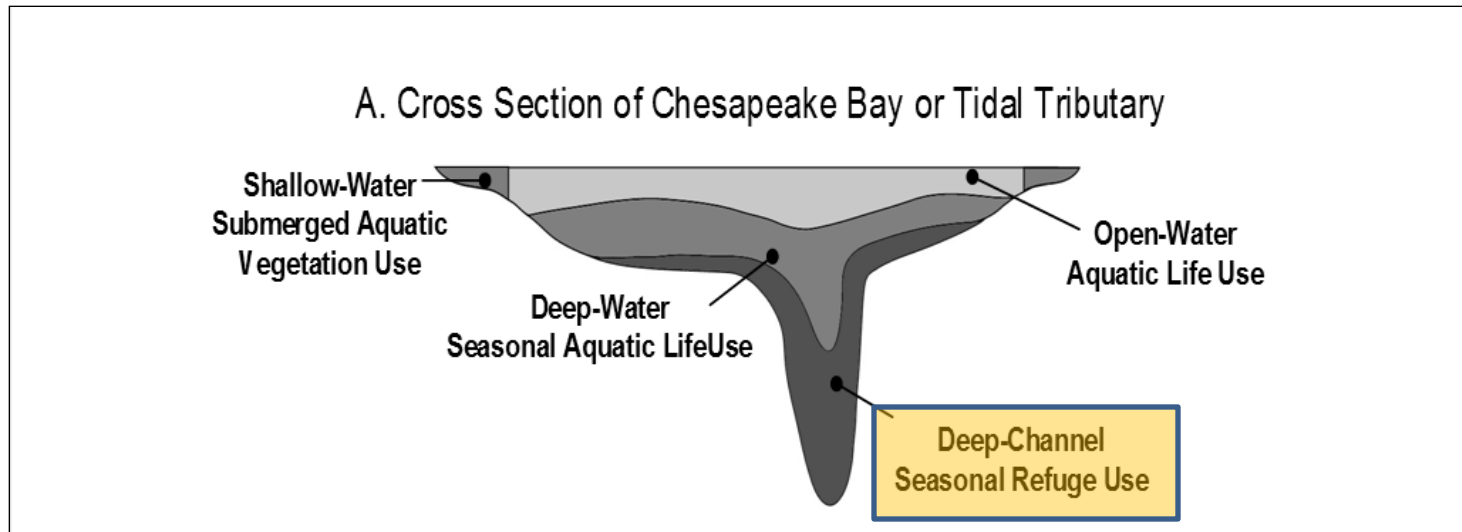 A. Cross Section of Chesapeake Bay or Tidal Tributary
Shallow-Water
Submerged Aquatic
Vegetation Use
Open-Water
Aquatic Life Use
Deep-Water
Seasonal Aquatic LifeUse
Deep-Channel
Seasonal Refuge Use